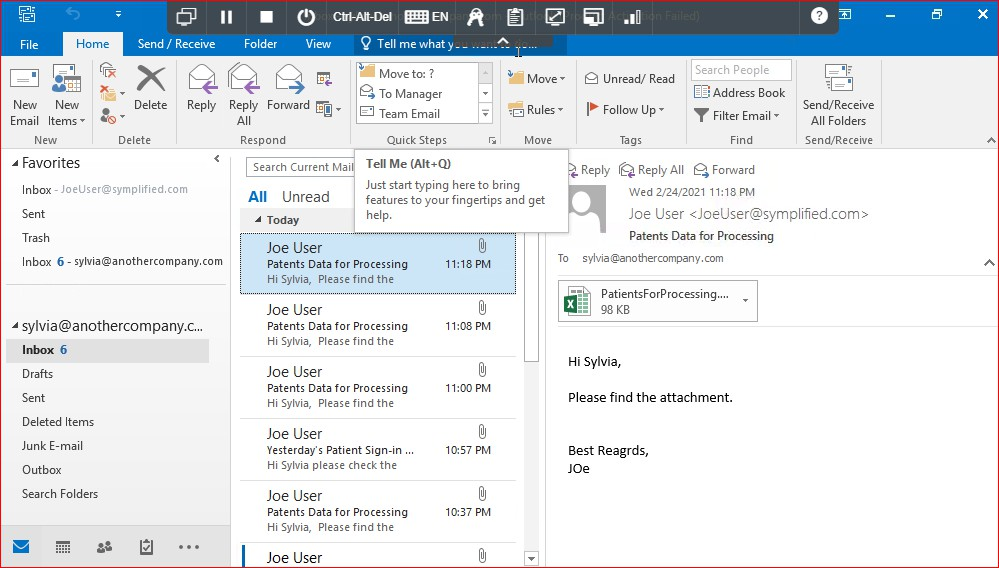 Ctrl-Alt-Del
EN
Activation Failed)
?
File
Home
Send / Receive
Folder
View
Tell me what you want to do...
New
Email
New
Items
Delete
Reply
Reply
All
Forward
Move to: ?
To Manager
Team Email
Move
Rules
Unread/ Read
Follow Up
Search People
Address Book
Filter Email
Send/Receive
All Folders
New
Delete
Respond
Quick Steps
Move
Tags
Find
Send/Receive
Favorites
Inbox - JoeUser@symplified.com
Sent
Trash
Inbox 6 - sylvia@anothercompany.com
sylvia@anothercompany.c...
Inbox 6
Drafts
Sent
Deleted Items
Junk E-mail
Outbox
Search Folders
Search Current Mail
All Unread
Today
Joe User
Patents Data for Processing 11:18 PM
Hi Sylvia, Please find the
Joe User
Patents Data for Processing 11:08 PM
Hi Sylvia, Please find the
Joe User
Patents Data for Processing 11:00 PM
Hi Sylvia, Please find the
Joe User
Yesterday's Patient Sign-in ... 10:57 PM
Hi Sylvia please check the
Joe User
Patents Data for Processing 10:37 PM
Hi Sylvia, Please find the
Joe User
Tell Me (Alt+Q)
Just start typing here to bring
features to your fingertips and get
help.
Reply Reply All Forward
Wed 2/24/2021 11:18 PM
Joe User <JoeUser@symplified.com>
Patents Data for Processing
To sylvia@anothercompany.com
PatientsForProcessing....
98 KB
Hi Sylvia,
Please find the attachment.
Best Reagrds,
JOe